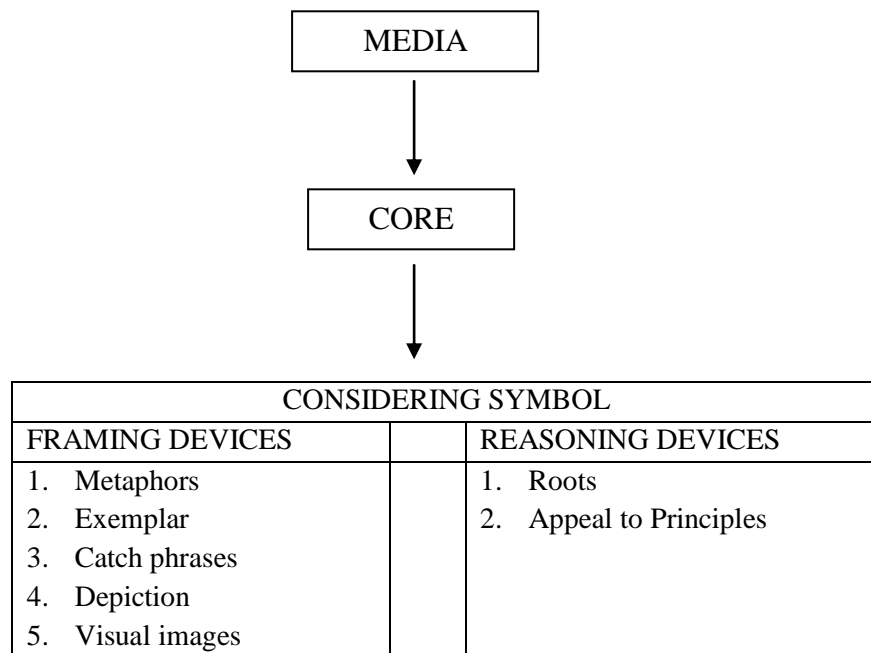 MEDIA
CORE
CONSIDERING SYMBOL
FRAMING DEVICES
REASONING DEVICES
1. Metaphors
2. Exemplar
3. Catch phrases
4. Depiction
5. Visual images
1. Roots
2. Appeal to Principles